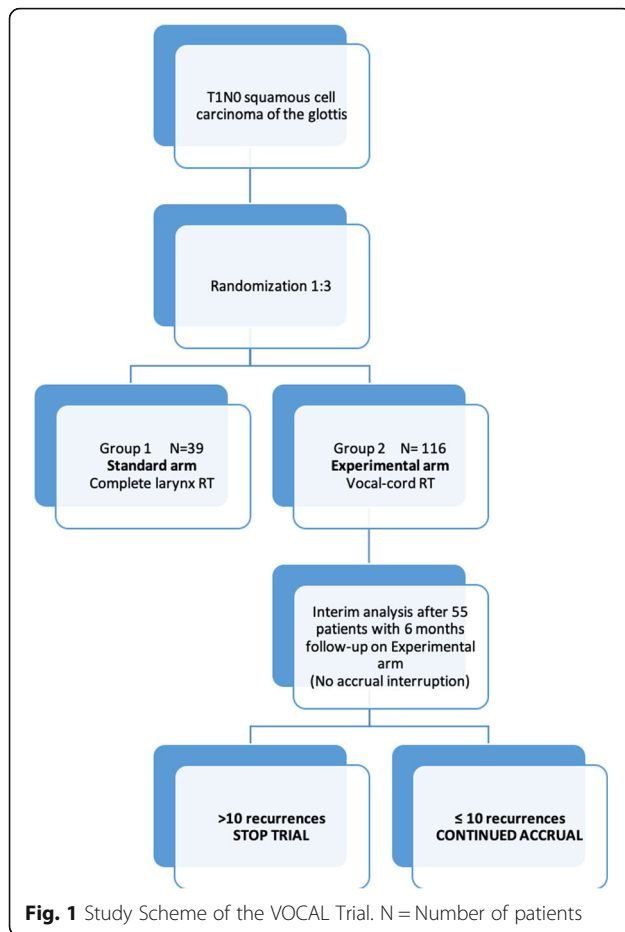 T1N0 squamous cell
carcinoma of the glottis
Randomization 1:3
Group 1 N=39
Standard arm
Complete larynx RT
Group 2 N= 116
Experimental arm
Vocal-cord RT
Interim analysis after 55
patients with 6 months
follow-up on Experimental
arm
(No accrual interruption)
>10 recurrences
STOP TRIAL
≤ 10 recurrences
CONTINUED ACCRUAL
Fig. 1 Study Scheme of the VOCAL Trial. N = Number of patients